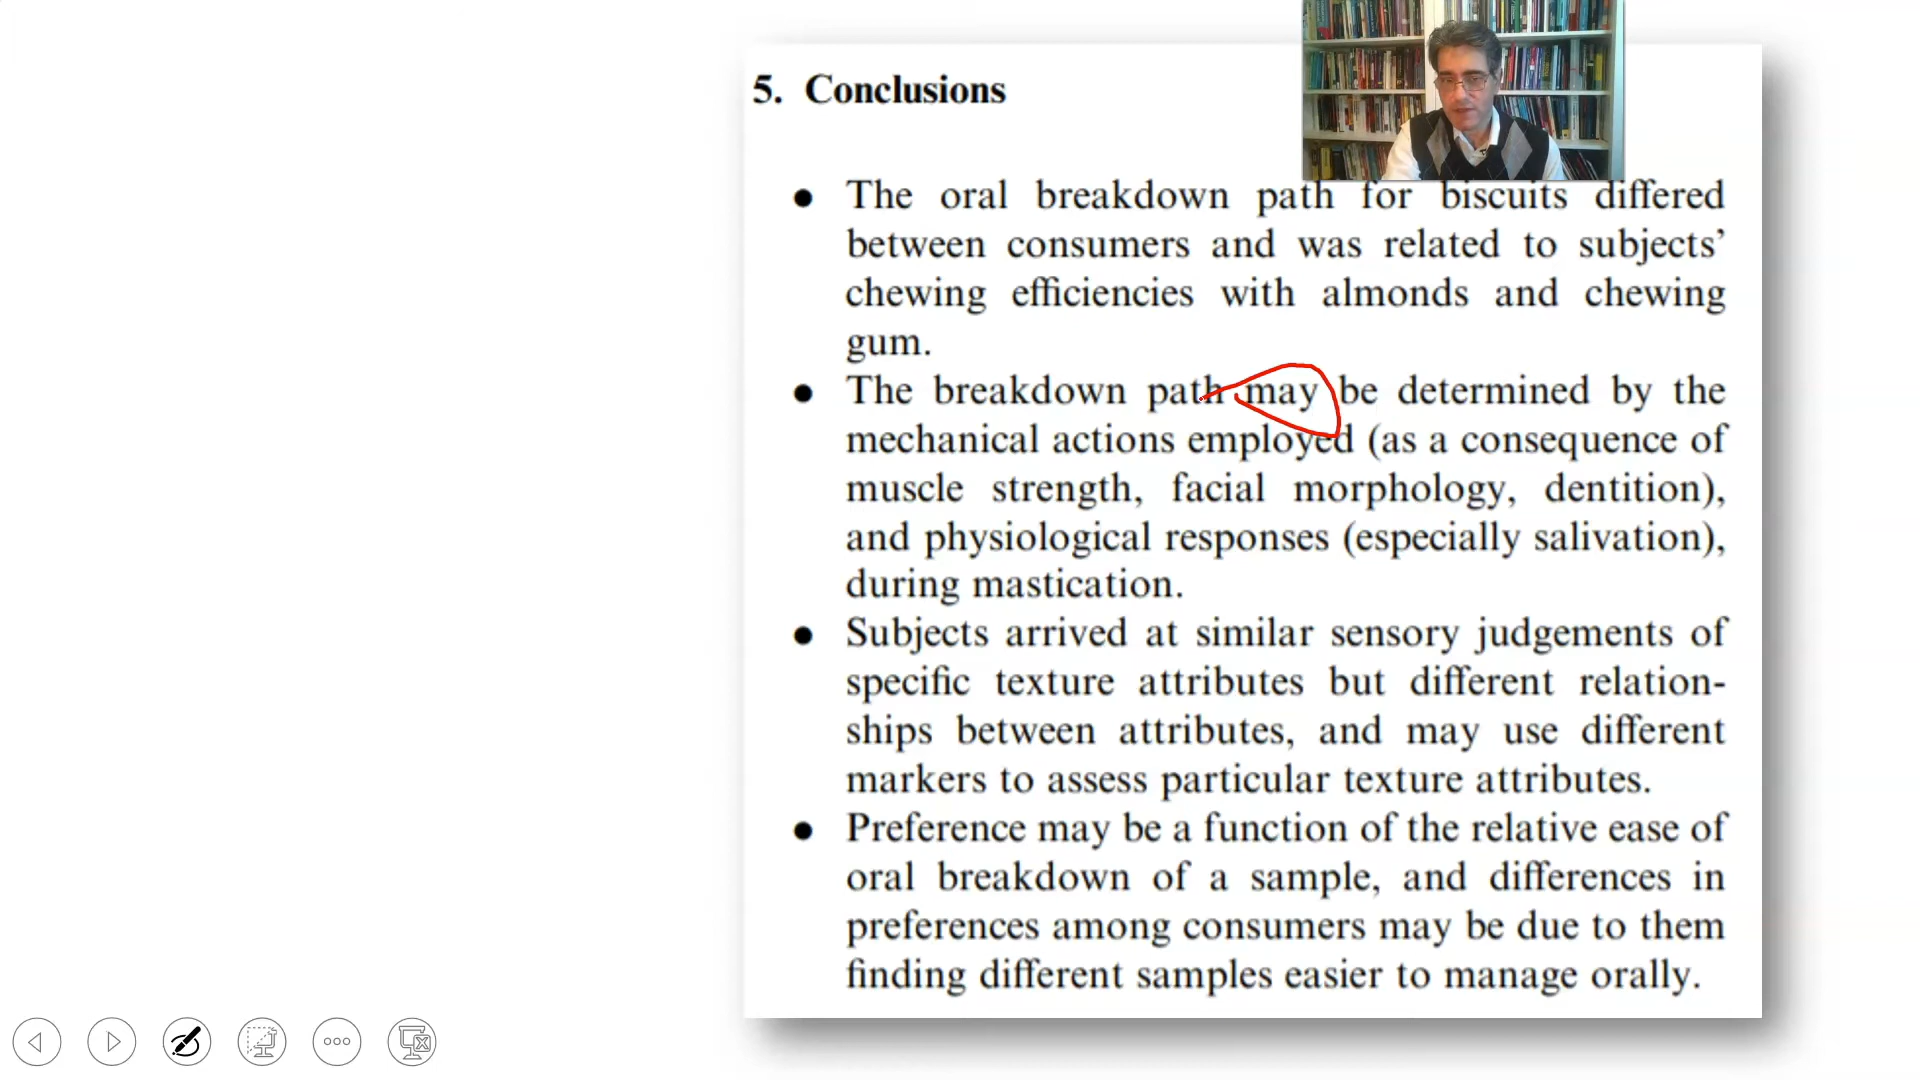 5. Conclusions
● The oral breakdown path for biscuits differed
between consumers and was related to subjects’
chewing efficiencies with almonds and chewing
gum.
● The breakdown path may be determined by the
mechanical actions employed (as a consequence of
muscle strength, facial morphology, dentition),
and physiological responses (especially salivation),
during mastication.
● Subjects arrived at similar sensory judgements of
specific texture attributes but different relation-
ships between attributes, and may use different
markers to assess particular texture attributes.
● Preference may be a function of the relative ease of
oral breakdown of a sample, and differences in
preferences among consumers may be due to them
finding different samples easier to manage orally.